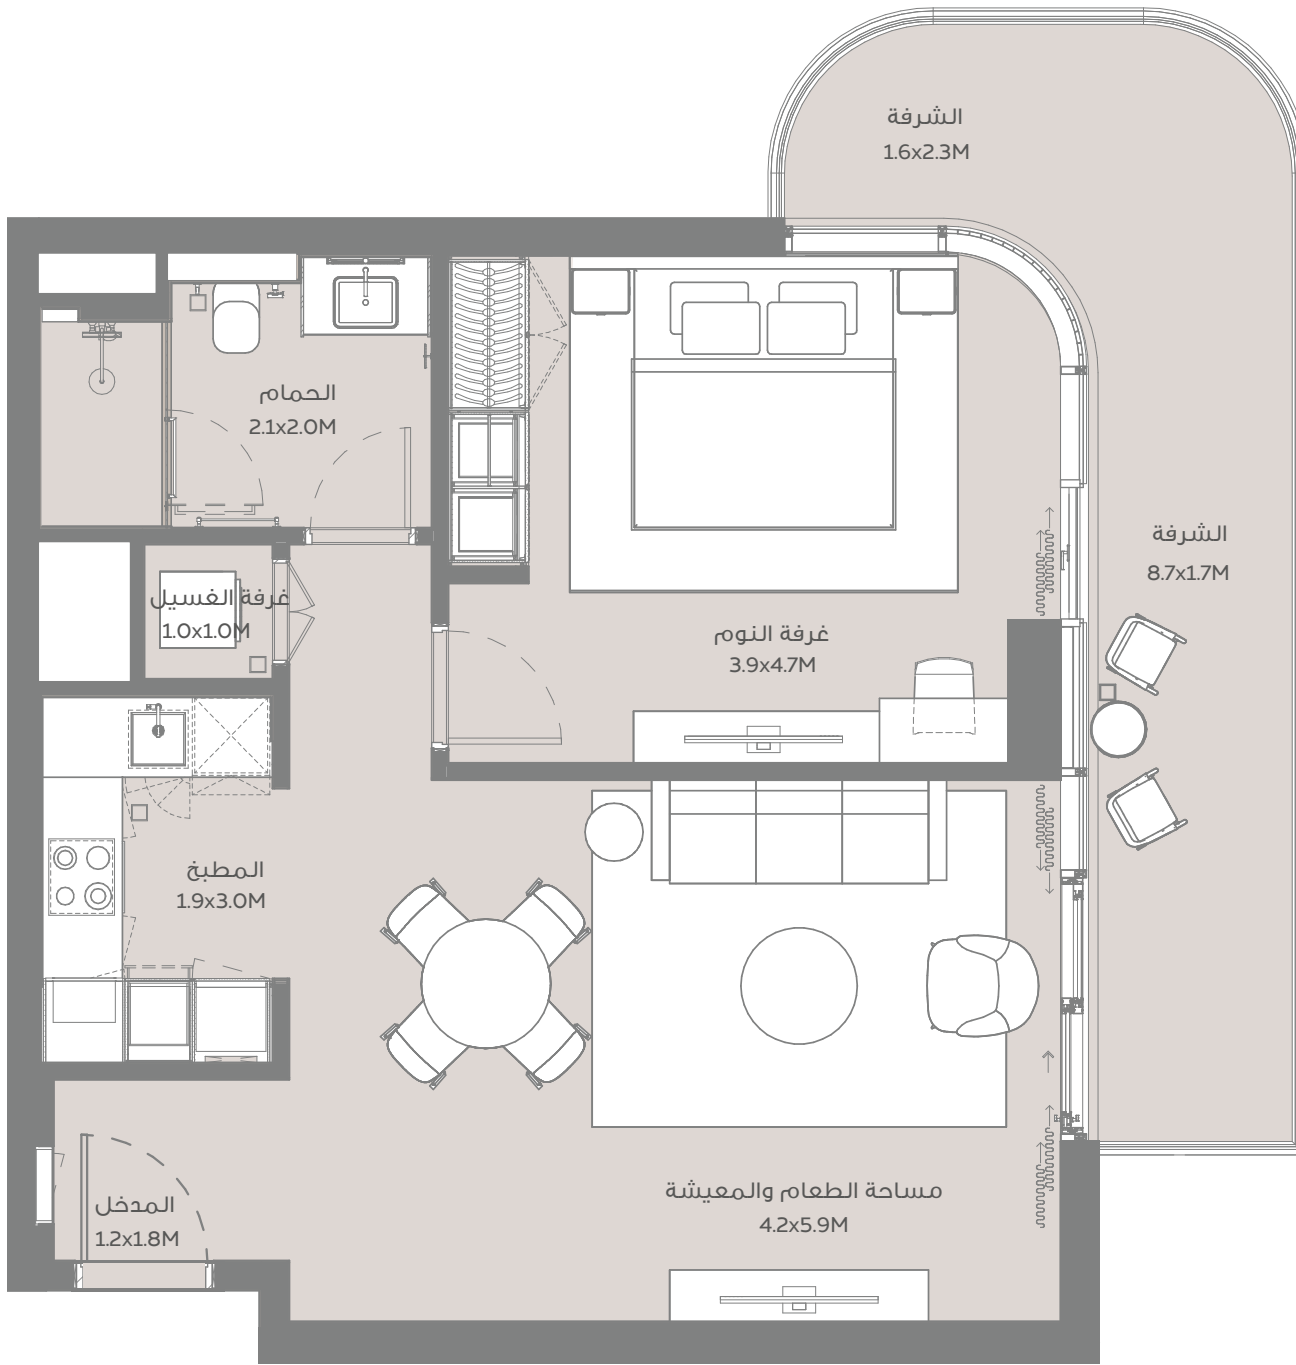 الشرفة
1.6x2.3M
الحمام
2.1x2.0M
الشرفة
8.7x1.7M
غرفة الغسيل
1.0x1.0M
غرفة النوم
3.9x4.7M
المطبخ
1.9x3.0M
مساحة الطعام والمعيشة
4.2x5.9M
المدخل
1.2x1.8M